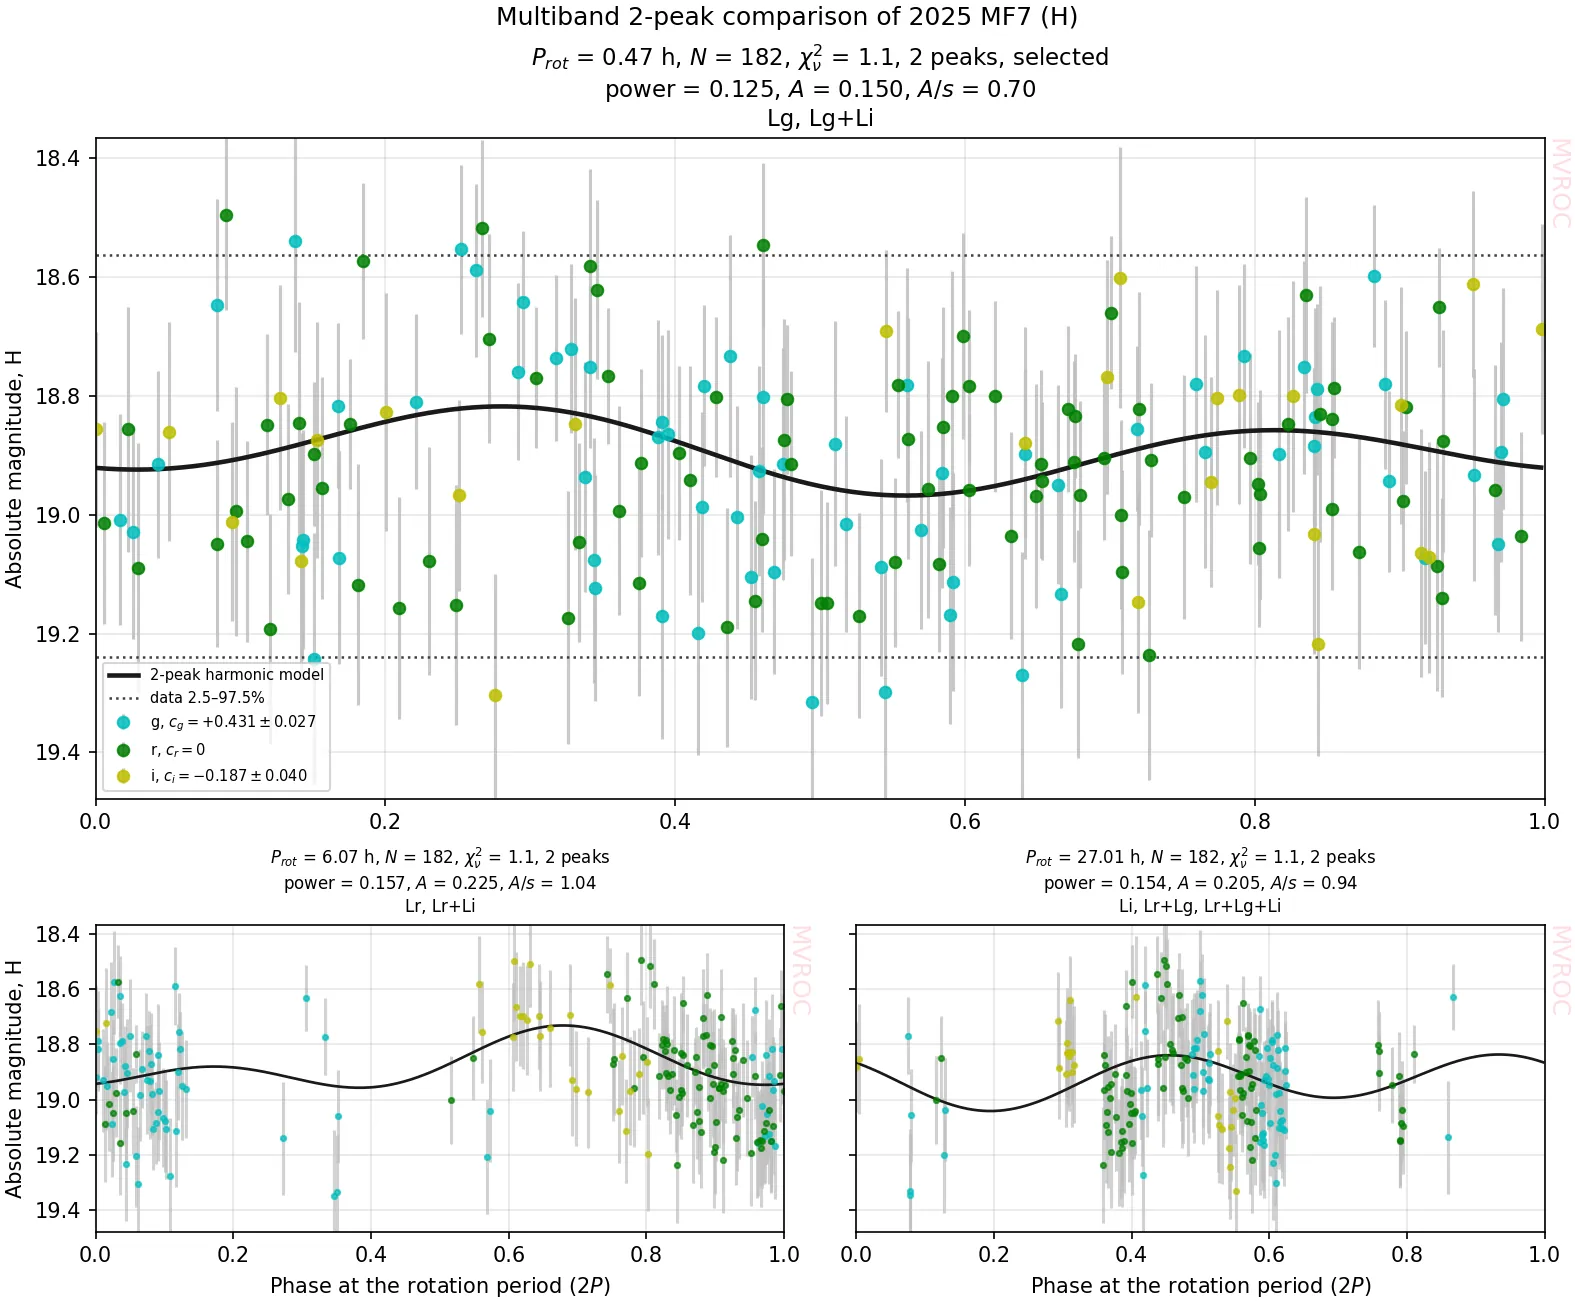 Multiband 2-peak comparison of 2025 MF7 (H)
P_rot = 0.47 h, N = 182, χ²_ν = 1.1, 2 peaks, selected
power = 0.125, A = 0.150, A/s = 0.70
Lg, Lg+Li
MVROC
18.4
18.6
18.8
19.0
19.2
19.4
Absolute magnitude, H
2-peak harmonic model
data 2.5–97.5%
g, c_g = +0.431 ± 0.027
r, c_r = 0
i, c_i = −0.187 ± 0.040
0.0 0.2 0.4 0.6 0.8 1.0
P_rot = 6.07 h, N = 182, χ²_ν = 1.1, 2 peaks
power = 0.157, A = 0.225, A/s = 1.04
Lr, Lr+Li
MVROC
18.4
18.6
18.8
19.0
19.2
19.4
Absolute magnitude, H
0.0 0.2 0.4 0.6 0.8 1.0
Phase at the rotation period (2P)
P_rot = 27.01 h, N = 182, χ²_ν = 1.1, 2 peaks
power = 0.154, A = 0.205, A/s = 0.94
Li, Lr+Lg, Lr+Lg+Li
MVROC
0.0 0.2 0.4 0.6 0.8 1.0
Phase at the rotation period (2P)